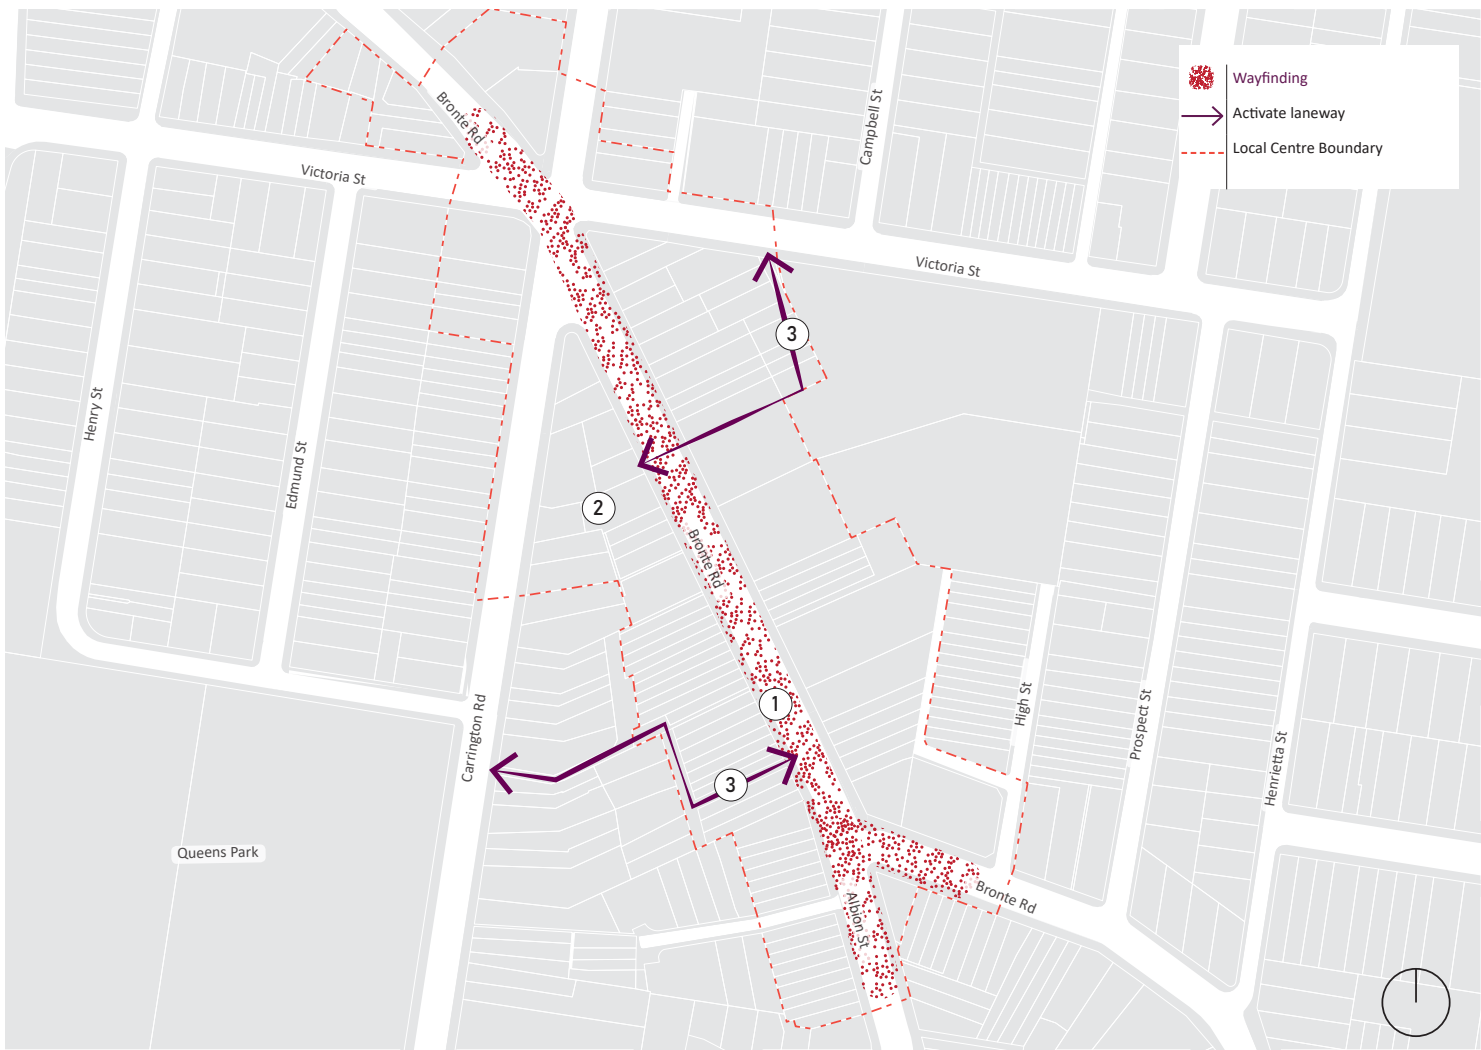 Wayfinding
Activate laneway
Local Centre Boundary
Bronte Rd
Campbell St
Victoria St
Victoria St
3
Henry St
Edmund St
2
Bronte Rd
1
High St
Prospect St
Carrington Rd
Henrietta St
3
Queens Park
Bronte Rd
Albion St